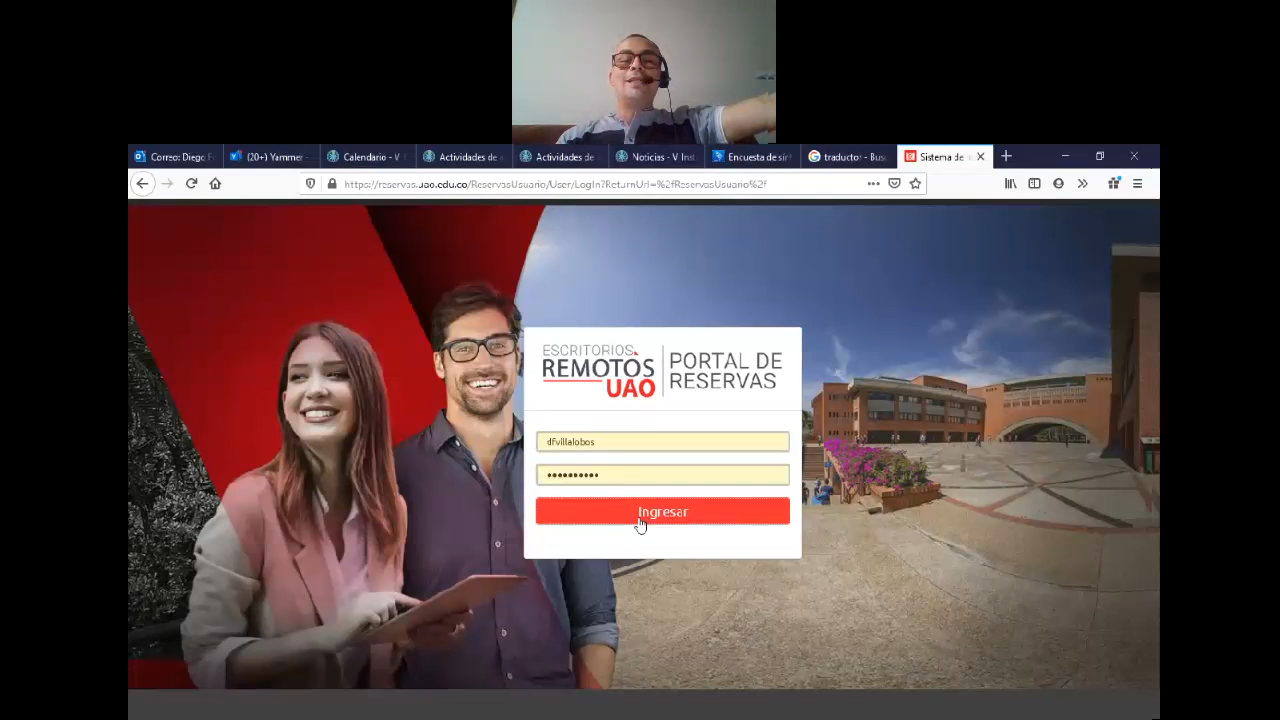 Correo: Diego F
(20+) Yammer
Calendario - V
Actividades de
Actividades de
Noticias - V. Inst
Encuesta de sín
traductor - Bus
Sistema de
https://reservas.uao.edu.co/ReservasUsuario/User/LogIn?ReturnUrl=%2fReservasUsuario%2f
ESCRITORIOS
REMOTOS
UAO
PORTAL DE
RESERVAS
dfvillalobos
••••••••••
Ingresar